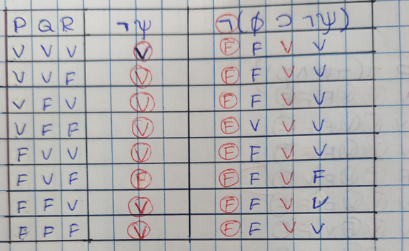 P Q R ¬ψ ¬(ϕ ⊃ ¬ψ)
V V V V F F V V
V V F V F F V V
V F V V F F V V
V F F V F V V V
F V V V F F V V
F V F F F F V F
F F V V F F V V
F F F V F F V V